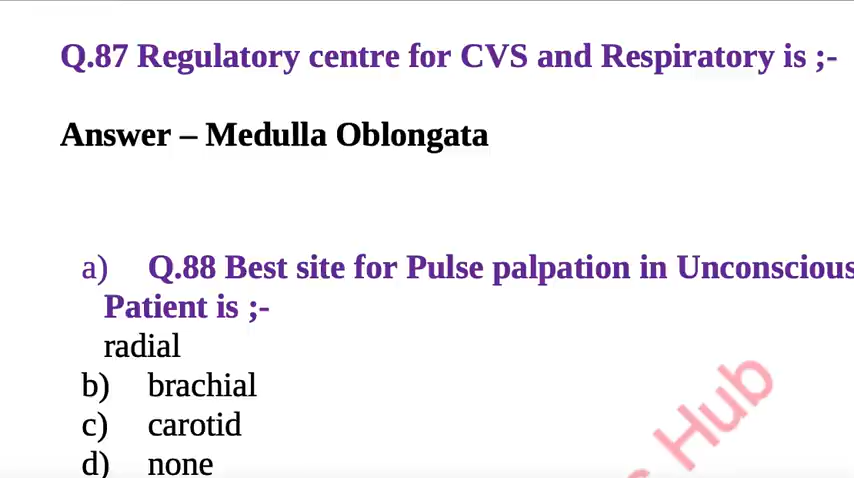 Q.87 Regulatory centre for CVS and Respiratory is ;-
Answer – Medulla Oblongata
a) Q.88 Best site for Pulse palpation in Unconscious
Patient is ;-
radial
b) brachial
c) carotid
d) none
Hub